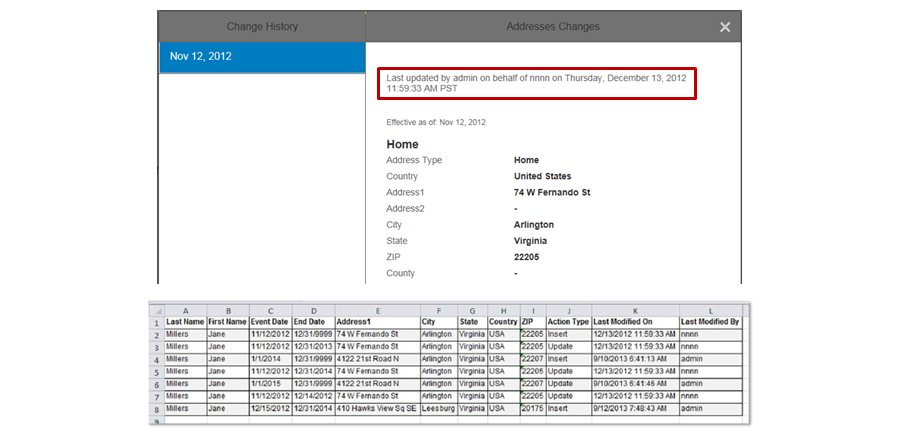 Change History
Addresses Changes
Nov 12, 2012
Last updated by admin on behalf of nnnn on Thursday, December 13, 2012
11:59:33 AM PST
Effective as of: Nov 12, 2012
Home
Address Type Home
Country United States
Address1 74 W Fernando St
Address2 -
City Arlington
State Virginia
ZIP 22205
County -
A B C D E F G H I J K L
1 Last Name First Name Event Date End Date Address1 City State Country ZIP Action Type Last Modified On Last Modified By
2 Millers Jane 11/12/2012 12/31/9999 74 W Fernando St Arlington Virginia USA 22205 Insert 12/13/2012 11:59:33 AM nnnn
3 Millers Jane 11/12/2012 12/31/2013 74 W Fernando St Arlington Virginia USA 22205 Update 12/13/2012 11:59:33 AM nnnn
4 Millers Jane 1/1/2014 12/31/9999 4122 21st Road N Arlington Virginia USA 22207 Insert 9/10/2013 6:41:13 AM admin
5 Millers Jane 11/12/2012 12/31/2014 74 W Fernando St Arlington Virginia USA 22205 Update 12/13/2012 11:59:33 AM nnnn
6 Millers Jane 1/1/2015 12/31/9999 4122 21st Road N Arlington Virginia USA 22207 Update 9/10/2013 6:41:46 AM admin
7 Millers Jane 11/12/2012 12/14/2012 74 W Fernando St Arlington Virginia USA 22205 Update 12/13/2012 11:59:33 AM nnnn
8 Millers Jane 12/15/2012 12/31/2014 410 Hawks View Sq SE Leesburg Virginia USA 20175 Insert 9/12/2013 7:48:43 AM admin
9